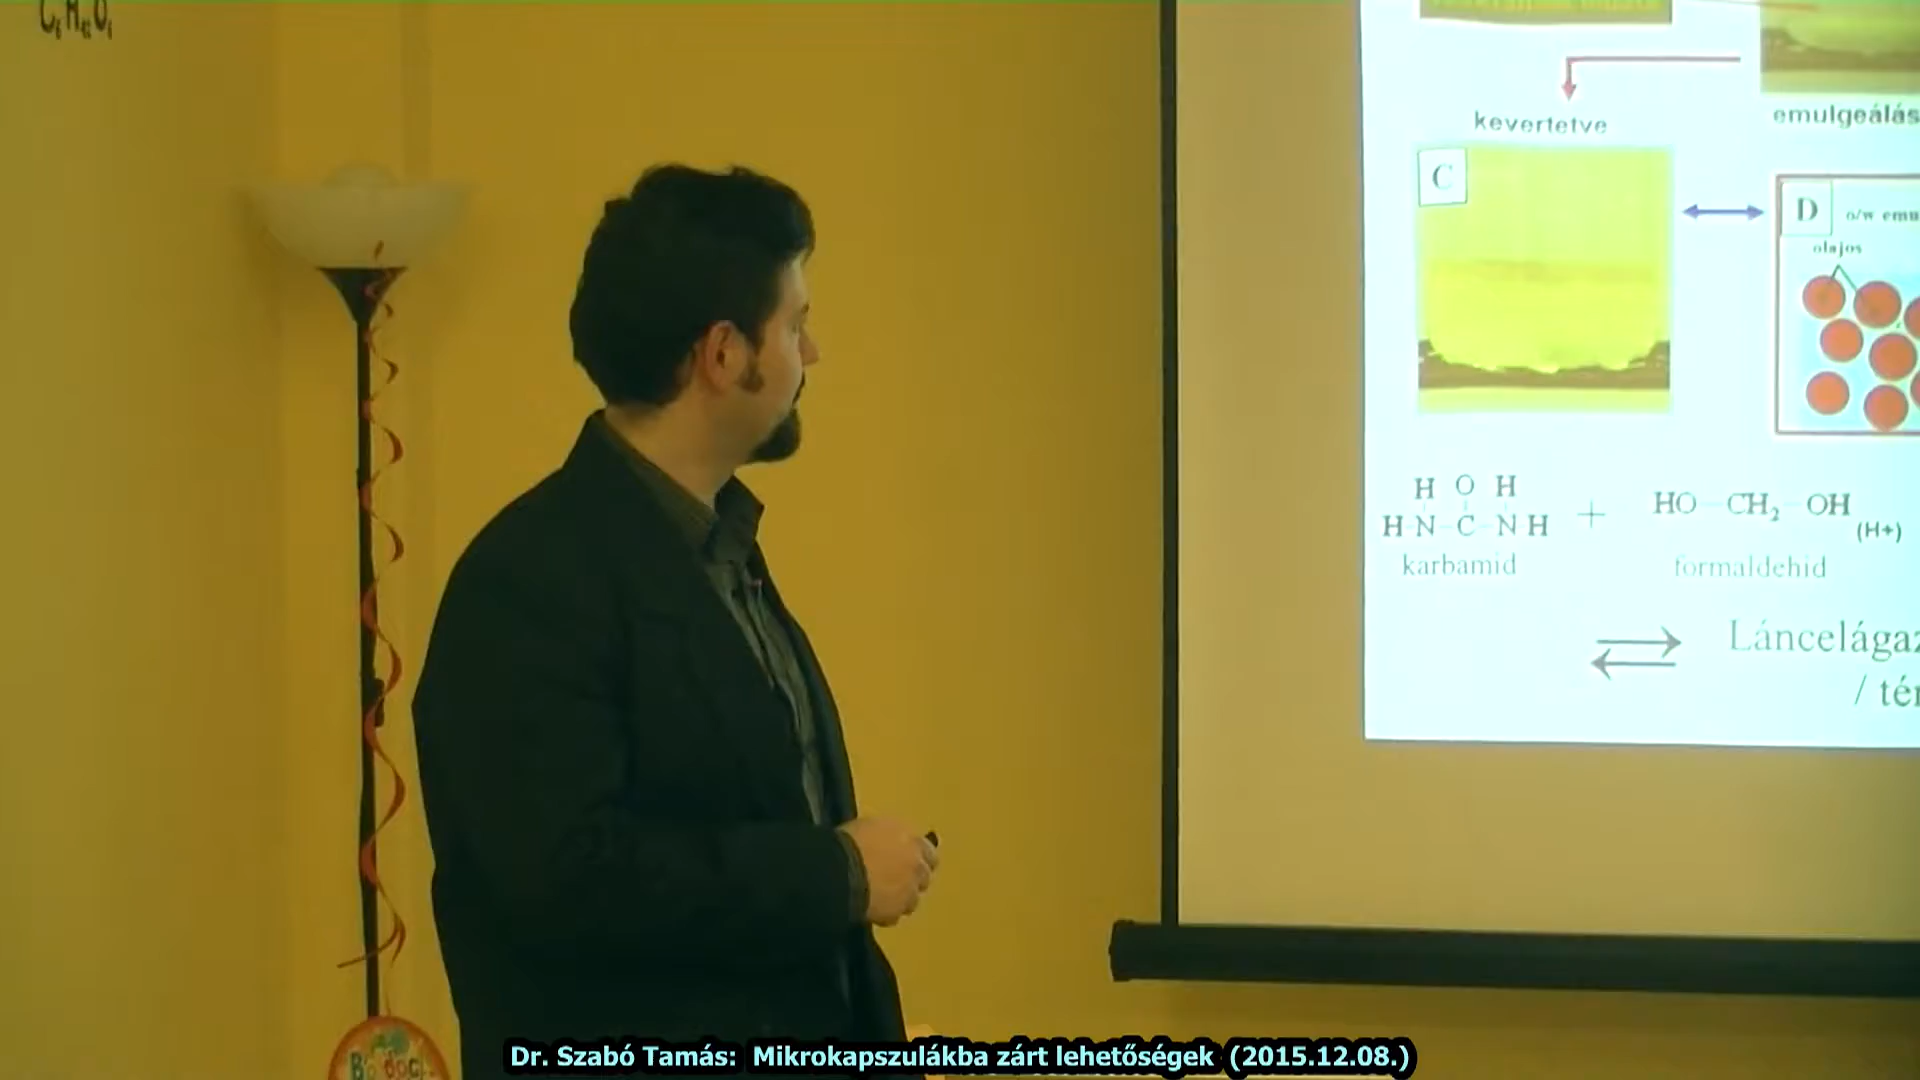 C₆H₁₂O₆
kevertetve
emulgeálás
C
D
o/w emu
olajos
H O H
H N C N H
+
HO CH₂ OH
(H+)
karbamid
formaldehid
Láncelágaz
/ tér
Dr. Szabó Tamás: Mikrokapszulákba zárt lehetőségek (2015.12.08.)